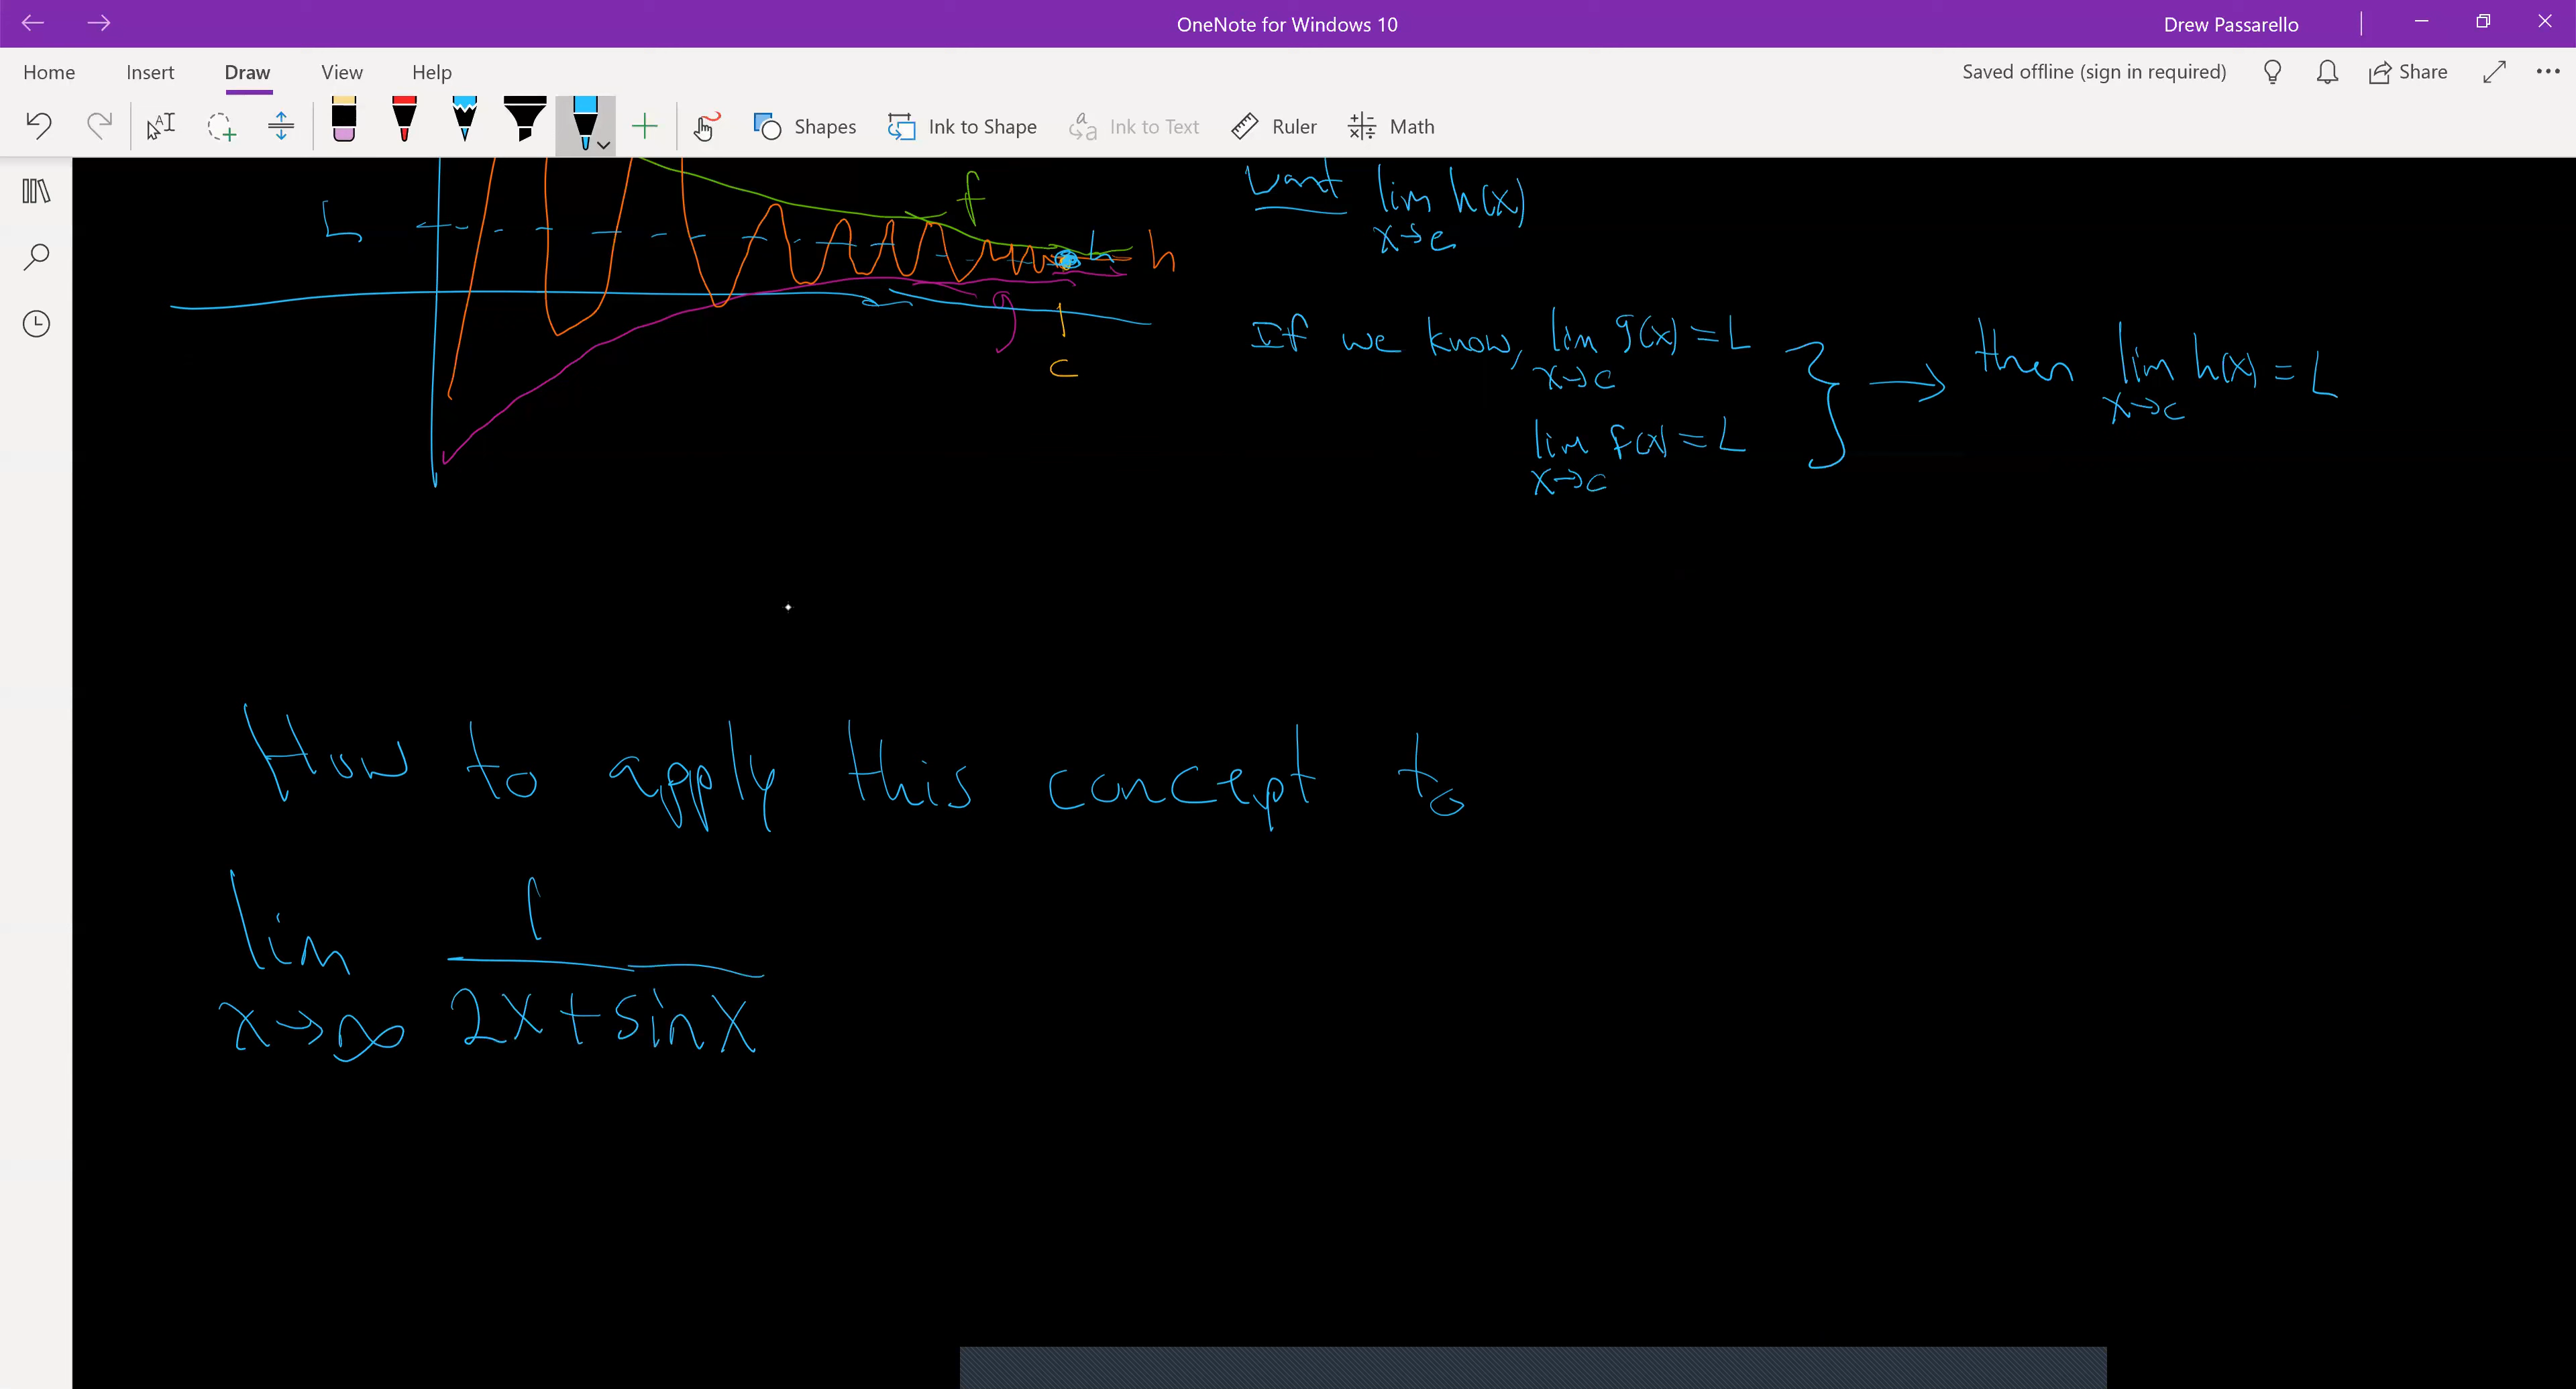 OneNote for Windows 10
Drew Passarello
Home Insert Draw View Help
Saved offline (sign in required)
Share
Shapes Ink to Shape Ink to Text Ruler Math
L
f
h
h
g
c
Want lim h(x)
x→c
If we know, lim g(x) = L
x→c
lim f(x) = L
x→c
then lim h(x) = L
x→c
How to apply this concept to
lim 1
x→∞ 2x + sin x